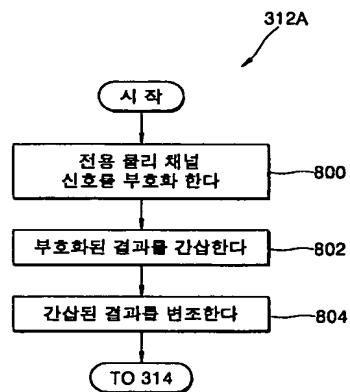 312A
시 작
전용 물리 채널
신호를 부호화 한다
800
부호화된 결과를 간삽한다
802
간삽된 결과를 변조한다
804
TO 314